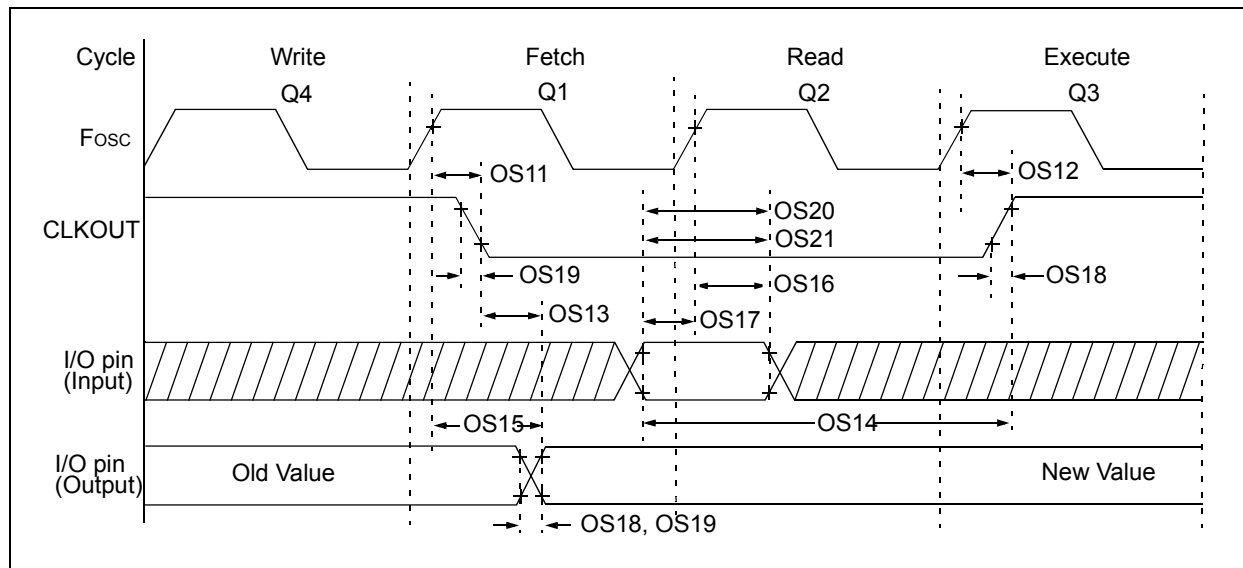 Cycle Write Fetch Read Execute
Q4 Q1 Q2 Q3
FOSC
OS11 OS12
OS20
CLKOUT
OS21
OS19 OS16 OS18
OS13 OS17
I/O pin
(Input)
OS15 OS14
I/O pin
(Output)
Old Value New Value
OS18, OS19